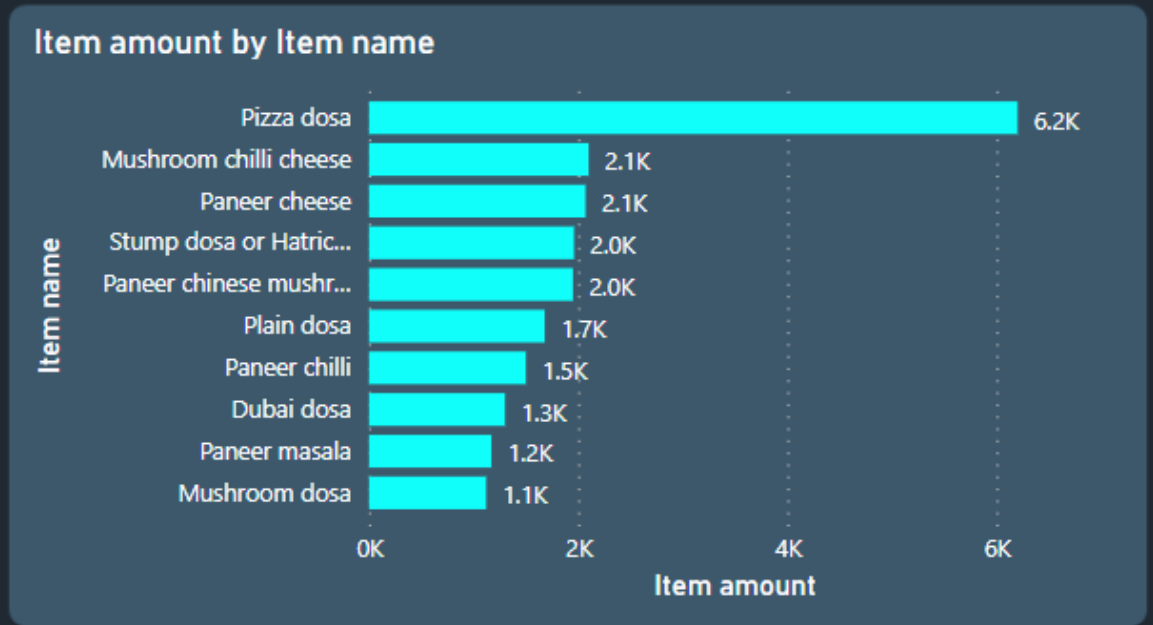 Item amount by Item name
Item name
Pizza dosa 6.2K
Mushroom chilli cheese 2.1K
Paneer cheese 2.1K
Stump dosa or Hatric... 2.0K
Paneer chinese mushr... 2.0K
Plain dosa 1.7K
Paneer chilli 1.5K
Dubai dosa 1.3K
Paneer masala 1.2K
Mushroom dosa 1.1K
0K 2K 4K 6K
Item amount